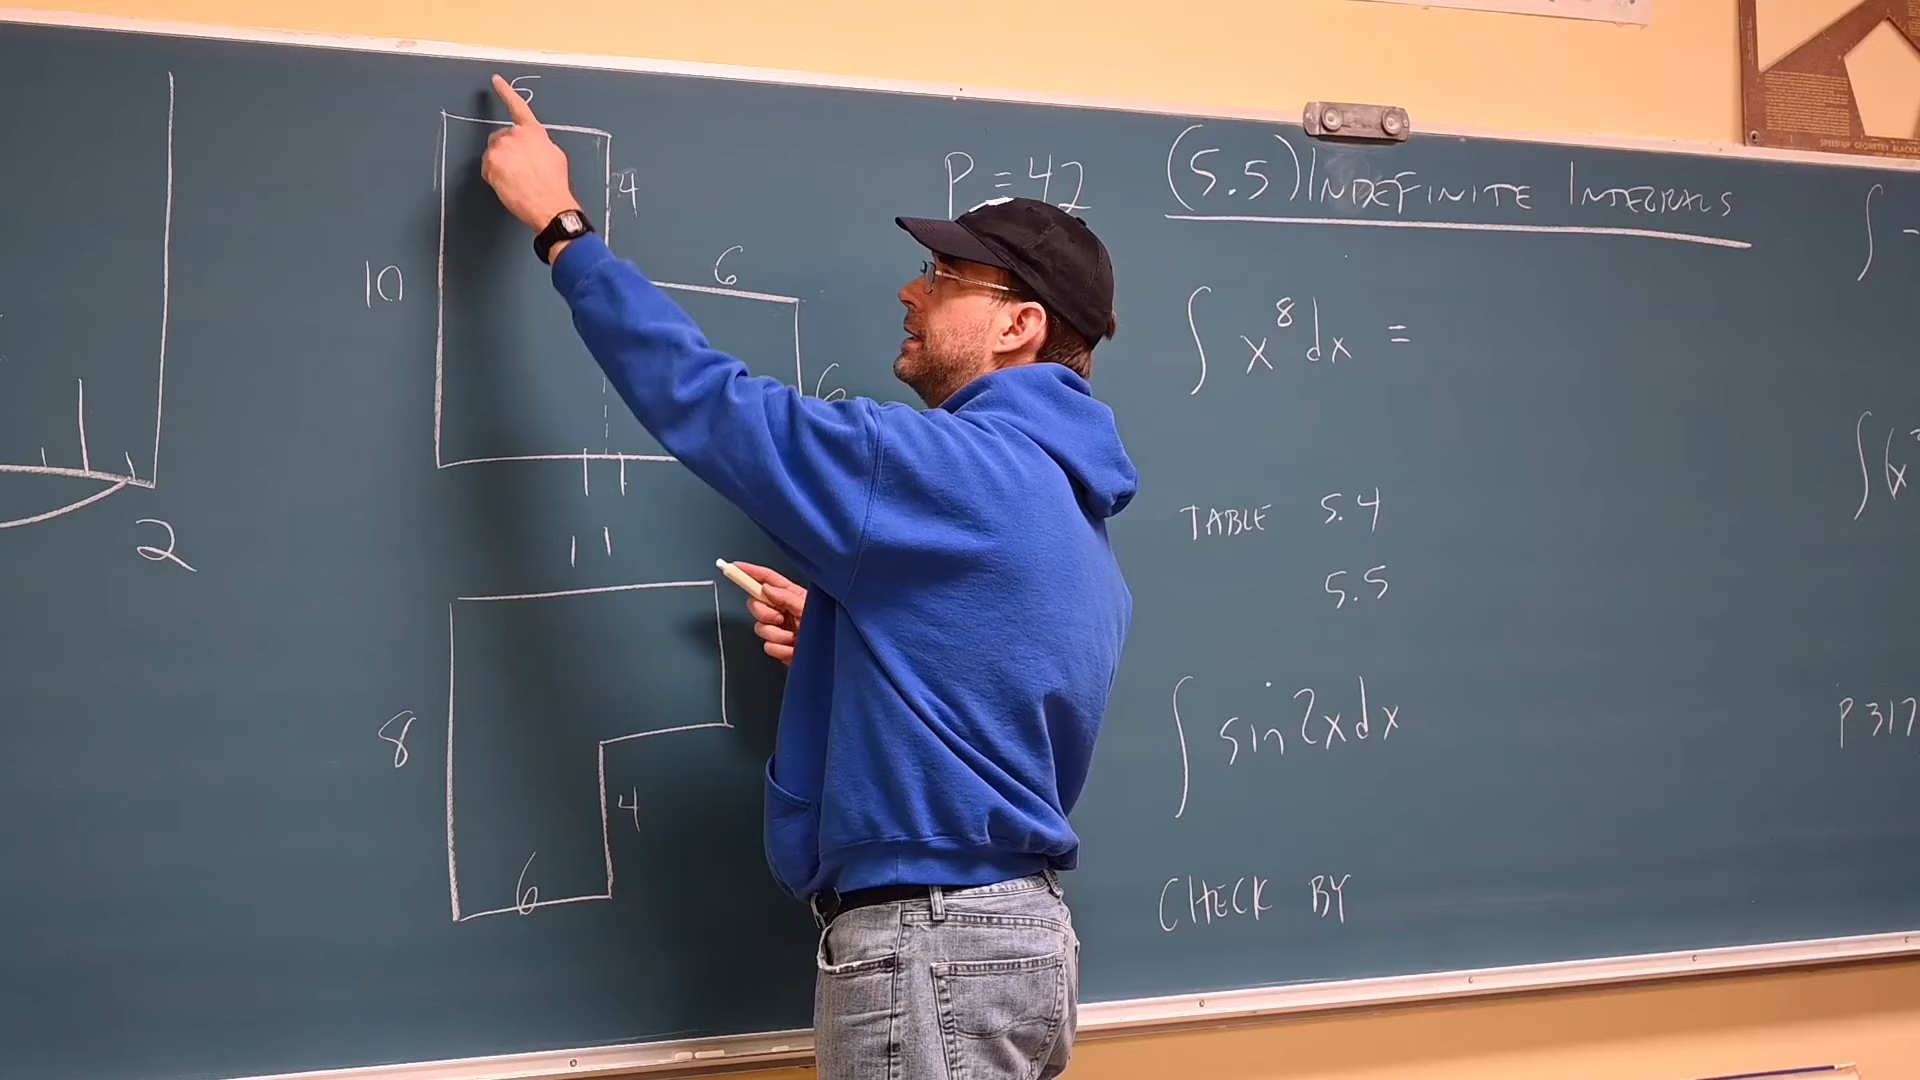 5
4
10
6
6
11
11
8
4
6
2
P = 42
(5.5) INDEFINITE INTEGRALS
∫ x⁸ dx =
TABLE 5.4
5.5
∫ sin 2x dx
CHECK BY
P 317